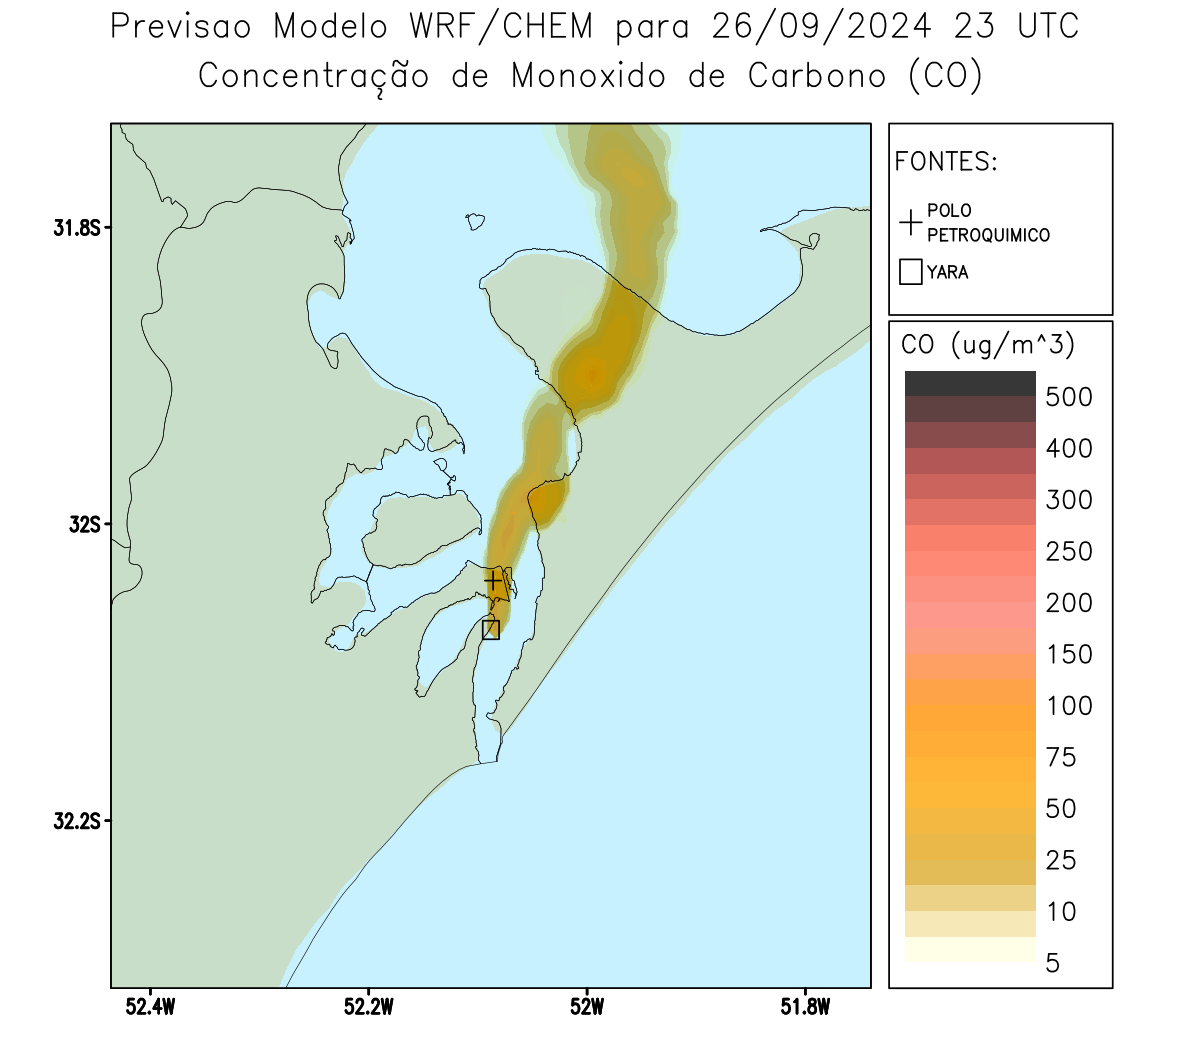 Previsao Modelo WRF/CHEM para 26/09/2024 23 UTC
Concentração de Monoxido de Carbono (CO)
FONTES:
POLO
PETROQUIMICO
YARA
CO (ug/m^3)
500
400
300
250
200
150
100
75
50
25
10
5
31.8S
32S
32.2S
52.4W
52.2W
52W
51.8W